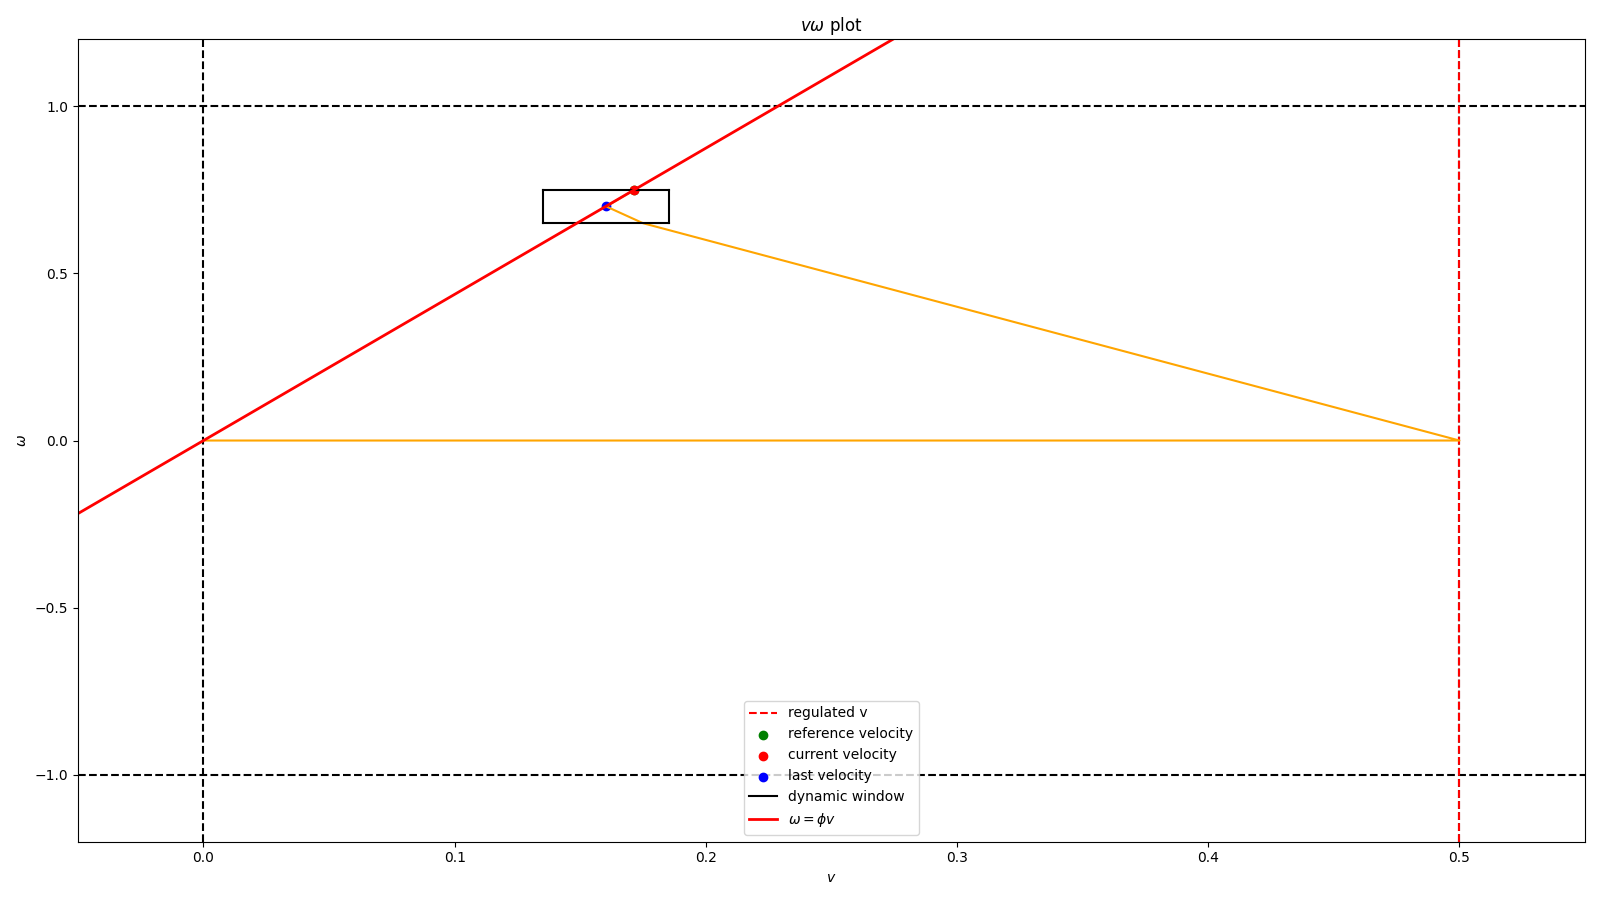 vω plot
1.0
0.5
0.0
−0.5
−1.0
ω
regulated v
reference velocity
current velocity
last velocity
dynamic window
ω = ϕv
0.0 0.1 0.2 0.3 0.4 0.5
v